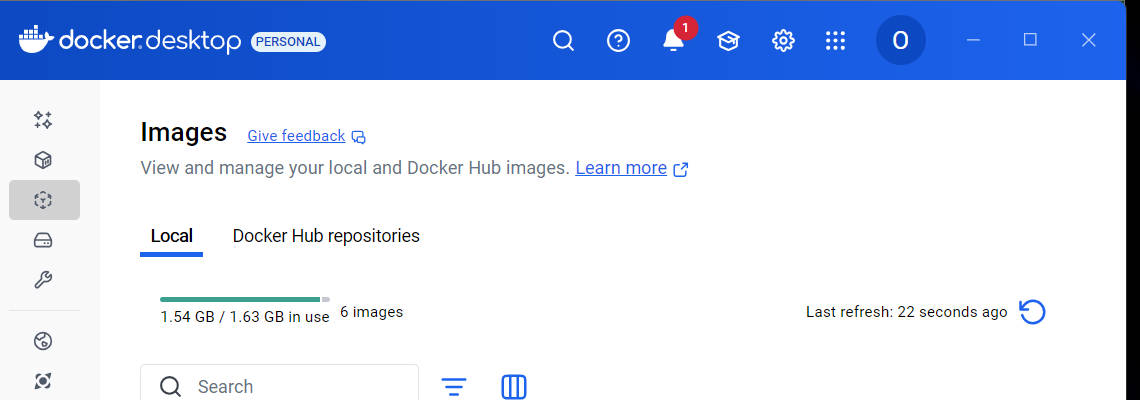 docker.desktop PERSONAL 1 O
Images Give feedback
View and manage your local and Docker Hub images. Learn more
Local Docker Hub repositories
1.54 GB / 1.63 GB in use 6 images Last refresh: 22 seconds ago
Search